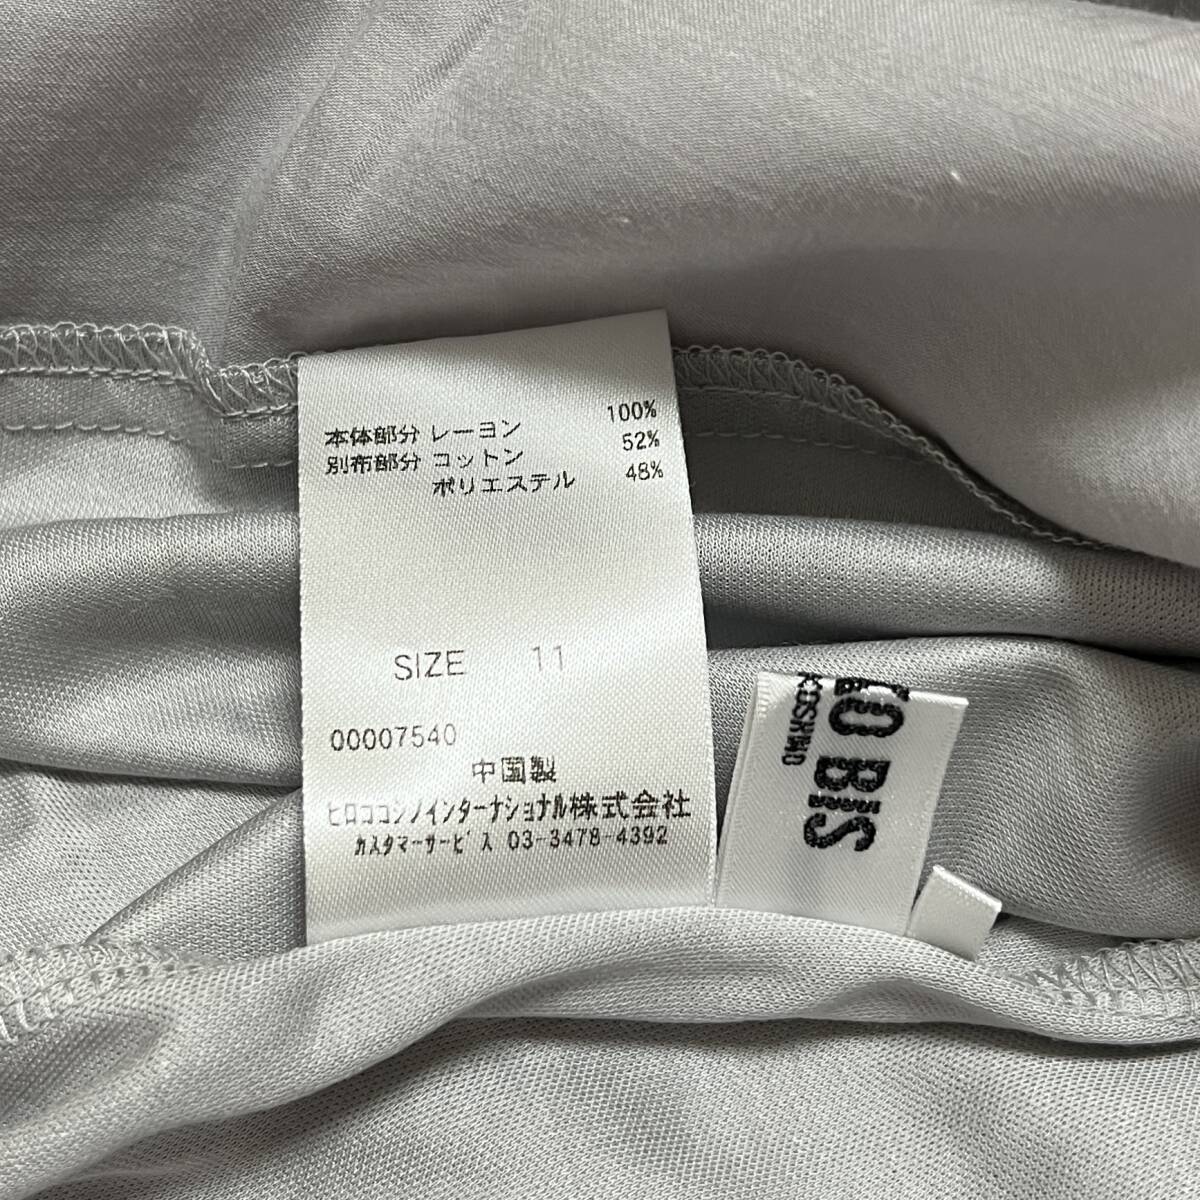 本体部分 レーヨン 100%
別布部分 コットン 52%
ポリエステル 48%
SIZE 11
00007540
中国製
ヒロココシノインターナショナル株式会社
カスタマーサービス 03-3478-4392
KO BIS
KOSHINO